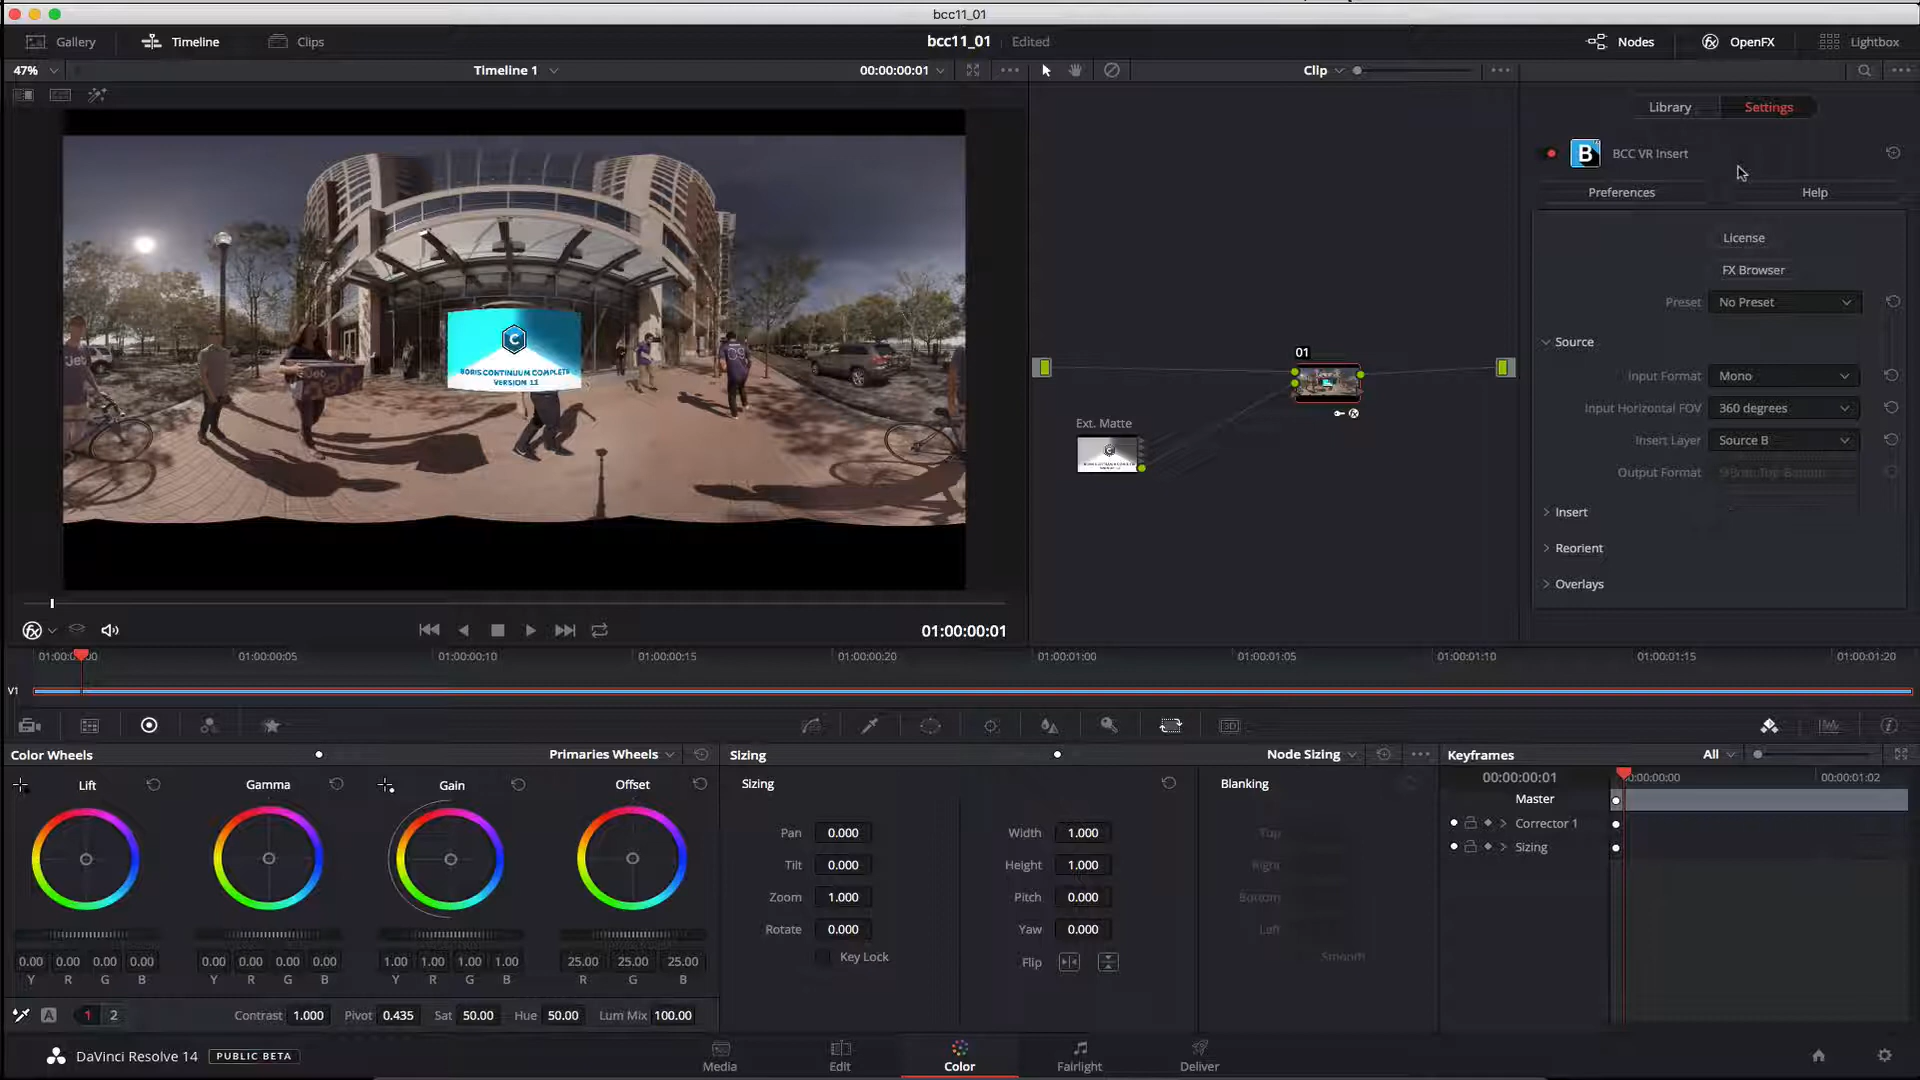 bcc11_01
Gallery
Timeline
Clips
bcc11_01
Edited
Nodes
OpenFX
Lightbox
47%
Timeline 1
00:00:00:01
Clip
Library
Settings
B
BCC VR Insert
Preferences
Help
License
FX Browser
Preset
No Preset
Source
Input Format
Mono
Input Horizontal FOV
360 degrees
Insert Layer
Source B
Output Format
Insert
Reorient
Overlays
C
BORIS CONTINUUM COMPLETE
VERSION 11
01
Ext. Matte
01:00:00:01
01:00:00:05
01:00:00:10
01:00:00:15
01:00:00:20
01:00:01:00
01:00:01:05
01:00:01:10
01:00:01:15
01:00:01:20
V1
3D
Color Wheels
Primaries Wheels
Lift
Gamma
Gain
Offset
0.00 0.00 0.00 0.00
Y R G B
0.00 0.00 0.00 0.00
Y R G B
1.00 1.00 1.00 1.00
Y R G B
25.00 25.00 25.00
R G B
A
1
2
Contrast 1.000
Pivot 0.435
Sat 50.00
Hue 50.00
Lum Mix 100.00
Sizing
Node Sizing
Sizing
Pan 0.000
Tilt 0.000
Zoom 1.000
Rotate 0.000
Key Lock
Width 1.000
Height 1.000
Pitch 0.000
Yaw 0.000
Flip
Blanking
Top
Right
Bottom
Left
Smooth
Keyframes
All
00:00:00:01
00:00:01:02
Master
Corrector 1
Sizing
DaVinci Resolve 14
PUBLIC BETA
Media
Edit
Color
Fairlight
Deliver